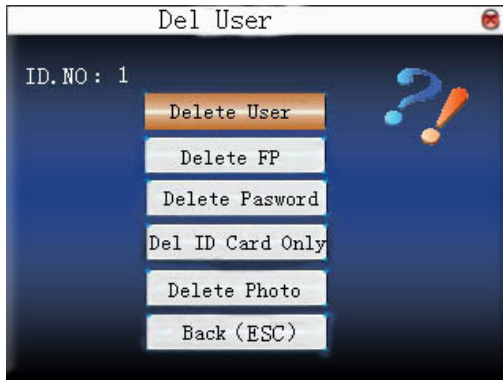 Del User
ID.NO: 1
Delete User
Delete FP
Delete Pasword
Del ID Card Only
Delete Photo
Back (ESC)